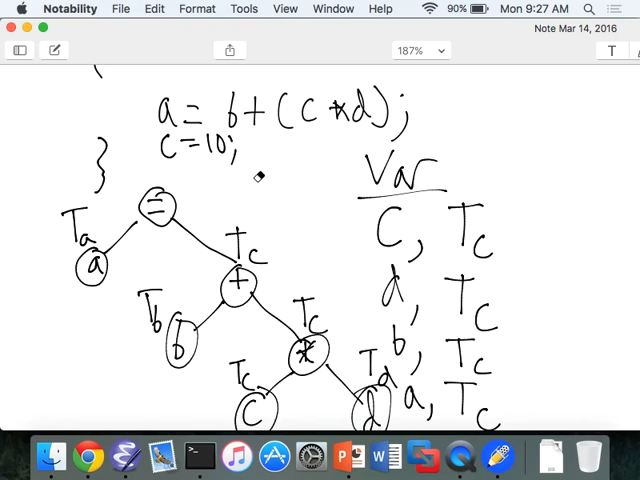 Notability File Edit View Tools Window Help 90% Mon 9:27 AM
Note Mar 14, 2016
187% T
a = b + (c * d);
c = 10;
}
Var
c, Tc
d, Tc
b, Tc
a, Tc
=
Ta
a
Tc
+
Tb
b
Tc
*
Tc
c
Td
d